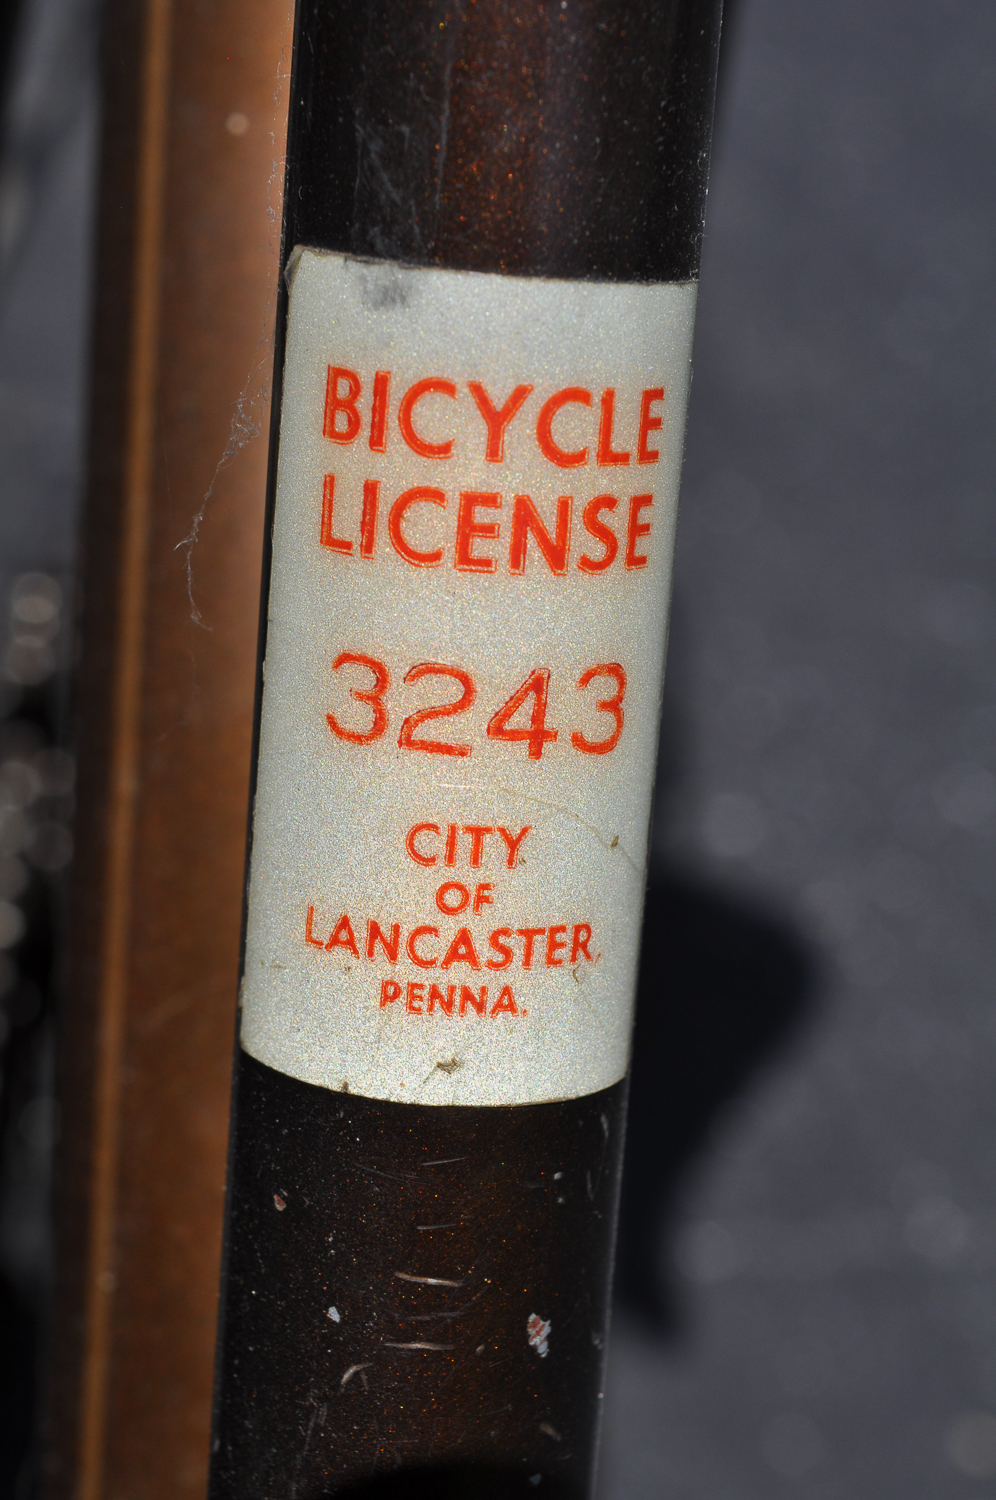 BICYCLE
LICENSE
3243
CITY
OF
LANCASTER,
PENNA.